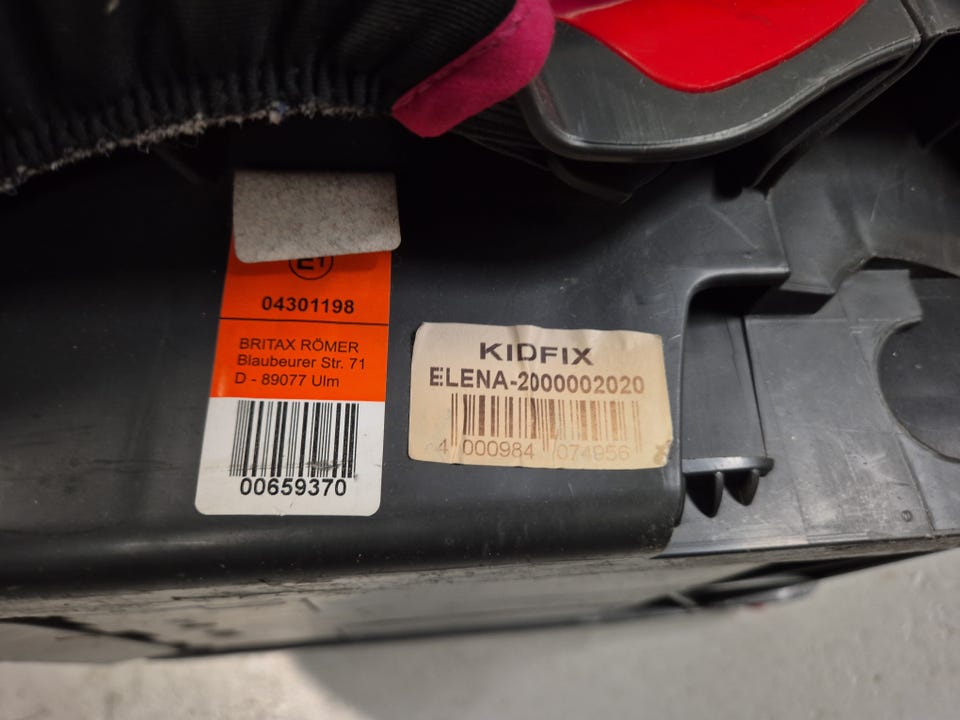 E1
04301198
BRITAX RÖMER
Blaubeurer Str. 71
D - 89077 Ulm
00659370
KIDFIX
ELENA-2000002020
4 000984 074956